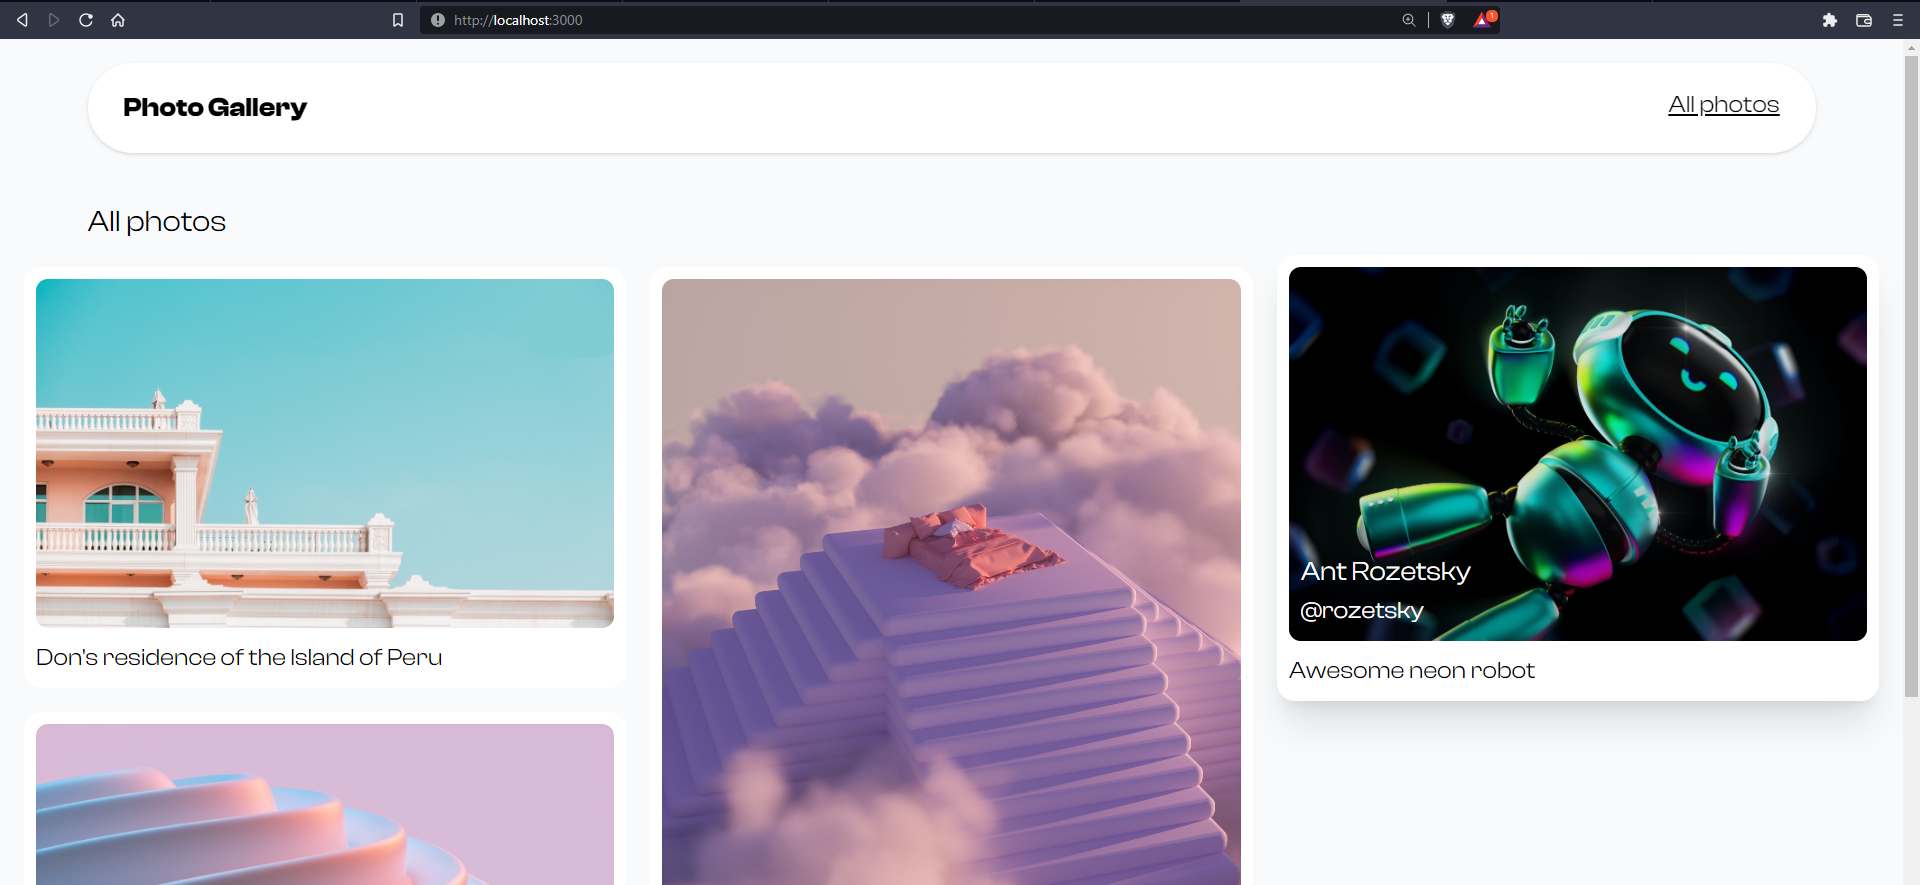 http://localhost:3000
1
Photo Gallery
All photos
All photos
Don's residence of the Island of Peru
Ant Rozetsky
@rozetsky
Awesome neon robot